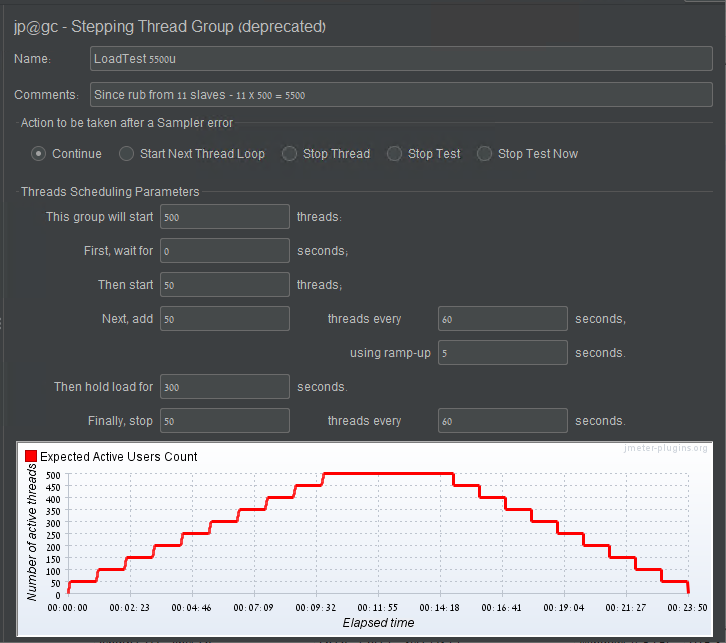 jp@gc - Stepping Thread Group (deprecated)
Name: LoadTest 5500u
Comments: Since rub from 11 slaves - 11 X 500 = 5500
Action to be taken after a Sampler error
Continue Start Next Thread Loop Stop Thread Stop Test Stop Test Now
Threads Scheduling Parameters
This group will start 500 threads:
First, wait for 0 seconds;
Then start 50 threads;
Next, add 50 threads every 60 seconds,
using ramp-up 5 seconds.
Then hold load for 300 seconds.
Finally, stop 50 threads every 60 seconds.
jmeter-plugins.org
Expected Active Users Count
Number of active threads
500
450
400
350
300
250
200
150
100
50
0
00:00:00 00:02:23 00:04:46 00:07:09 00:09:32 00:11:55 00:14:18 00:16:41 00:19:04 00:21:27 00:23:50
Elapsed time